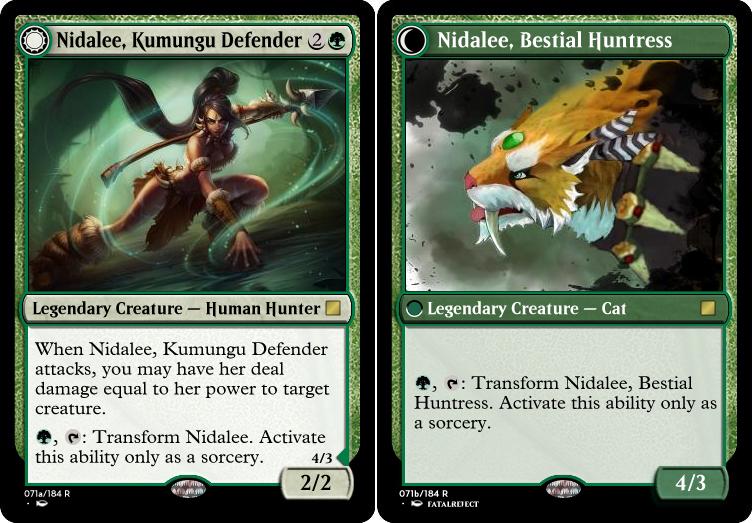 Nidalee, Kumungu Defender 2
When Nidalee, Kumungu Defender
attacks, you may have her deal
damage equal to her power to target
creature.
Legendary Creature — Human Hunter
: Transform Nidalee. Activate
this ability only as a sorcery.
4/3
2/2
071a/184 R
Nidalee, Bestial Huntress
Legendary Creature — Cat
: Transform Nidalee, Bestial
Huntress. Activate this ability only as
a sorcery.
4/3
071b/184 R
FATALREJECT